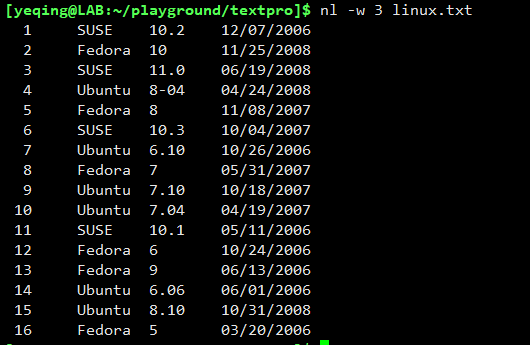 [yeqing@LAB:~/playground/textpro]$ nl -w 3 linux.txt
1 SUSE 10.2 12/07/2006
2 Fedora 10 11/25/2008
3 SUSE 11.0 06/19/2008
4 Ubuntu 8-04 04/24/2008
5 Fedora 8 11/08/2007
6 SUSE 10.3 10/04/2007
7 Ubuntu 6.10 10/26/2006
8 Fedora 7 05/31/2007
9 Ubuntu 7.10 10/18/2007
10 Ubuntu 7.04 04/19/2007
11 SUSE 10.1 05/11/2006
12 Fedora 6 10/24/2006
13 Fedora 9 06/13/2006
14 Ubuntu 6.06 06/01/2006
15 Ubuntu 8.10 10/31/2008
16 Fedora 5 03/20/2006